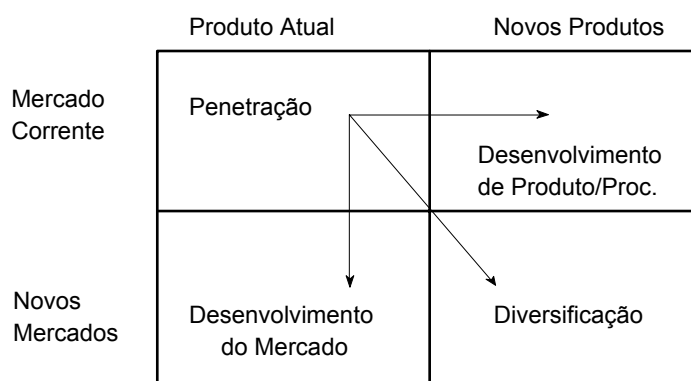 Produto Atual
Novos Produtos
Mercado
Corrente
Penetração
Desenvolvimento
de Produto/Proc.
Novos
Mercados
Desenvolvimento
do Mercado
Diversificação